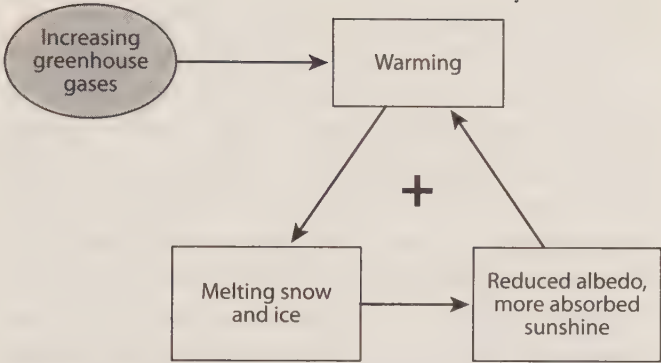 Increasing
greenhouse
gases
Warming
+
Melting snow
and ice
Reduced albedo,
more absorbed
sunshine